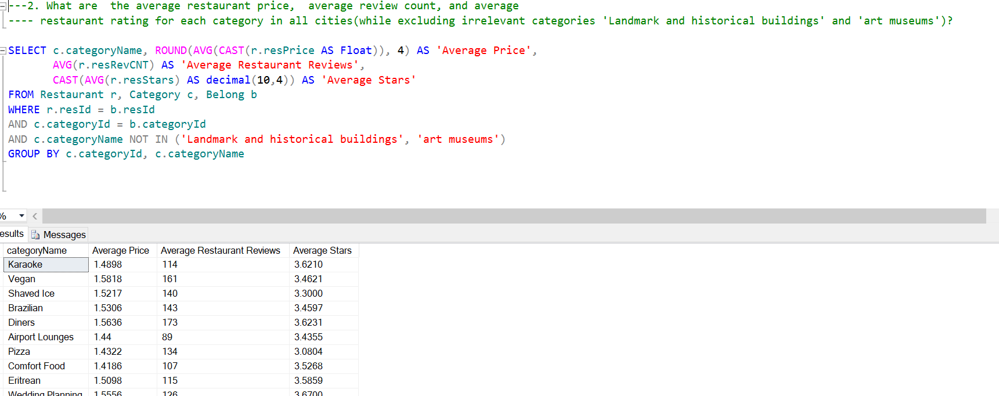 ---2. What are  the average restaurant price,  average review count, and average
---- restaurant rating for each category in all cities(while excluding irrelevant categories 'Landmark and historical buildings' and 'art museums')?
SELECT c.categoryName, ROUND(AVG(CAST(r.resPrice AS Float)), 4) AS 'Average Price',
AVG(r.resRevCNT) AS 'Average Restaurant Reviews',
CAST(AVG(r.resStars) AS decimal(10,4)) AS 'Average Stars'
FROM Restaurant r, Category c, Belong b
WHERE r.resId = b.resId
AND c.categoryId = b.categoryId
AND c.categoryName NOT IN ('Landmark and historical buildings', 'art museums')
GROUP BY c.categoryId, c.categoryName
%
esults Messages
categoryName Average Price Average Restaurant Reviews Average Stars
Karaoke 1.4898 114 3.6210
Vegan 1.5818 161 3.4621
Shaved Ice 1.5217 140 3.3000
Brazilian 1.5306 143 3.4597
Diners 1.5636 173 3.6231
Airport Lounges 1.44 89 3.4355
Pizza 1.4322 134 3.0804
Comfort Food 1.4186 107 3.5268
Eritrean 1.5098 115 3.5859
Wedding Planning 1.5556 126 3.6700